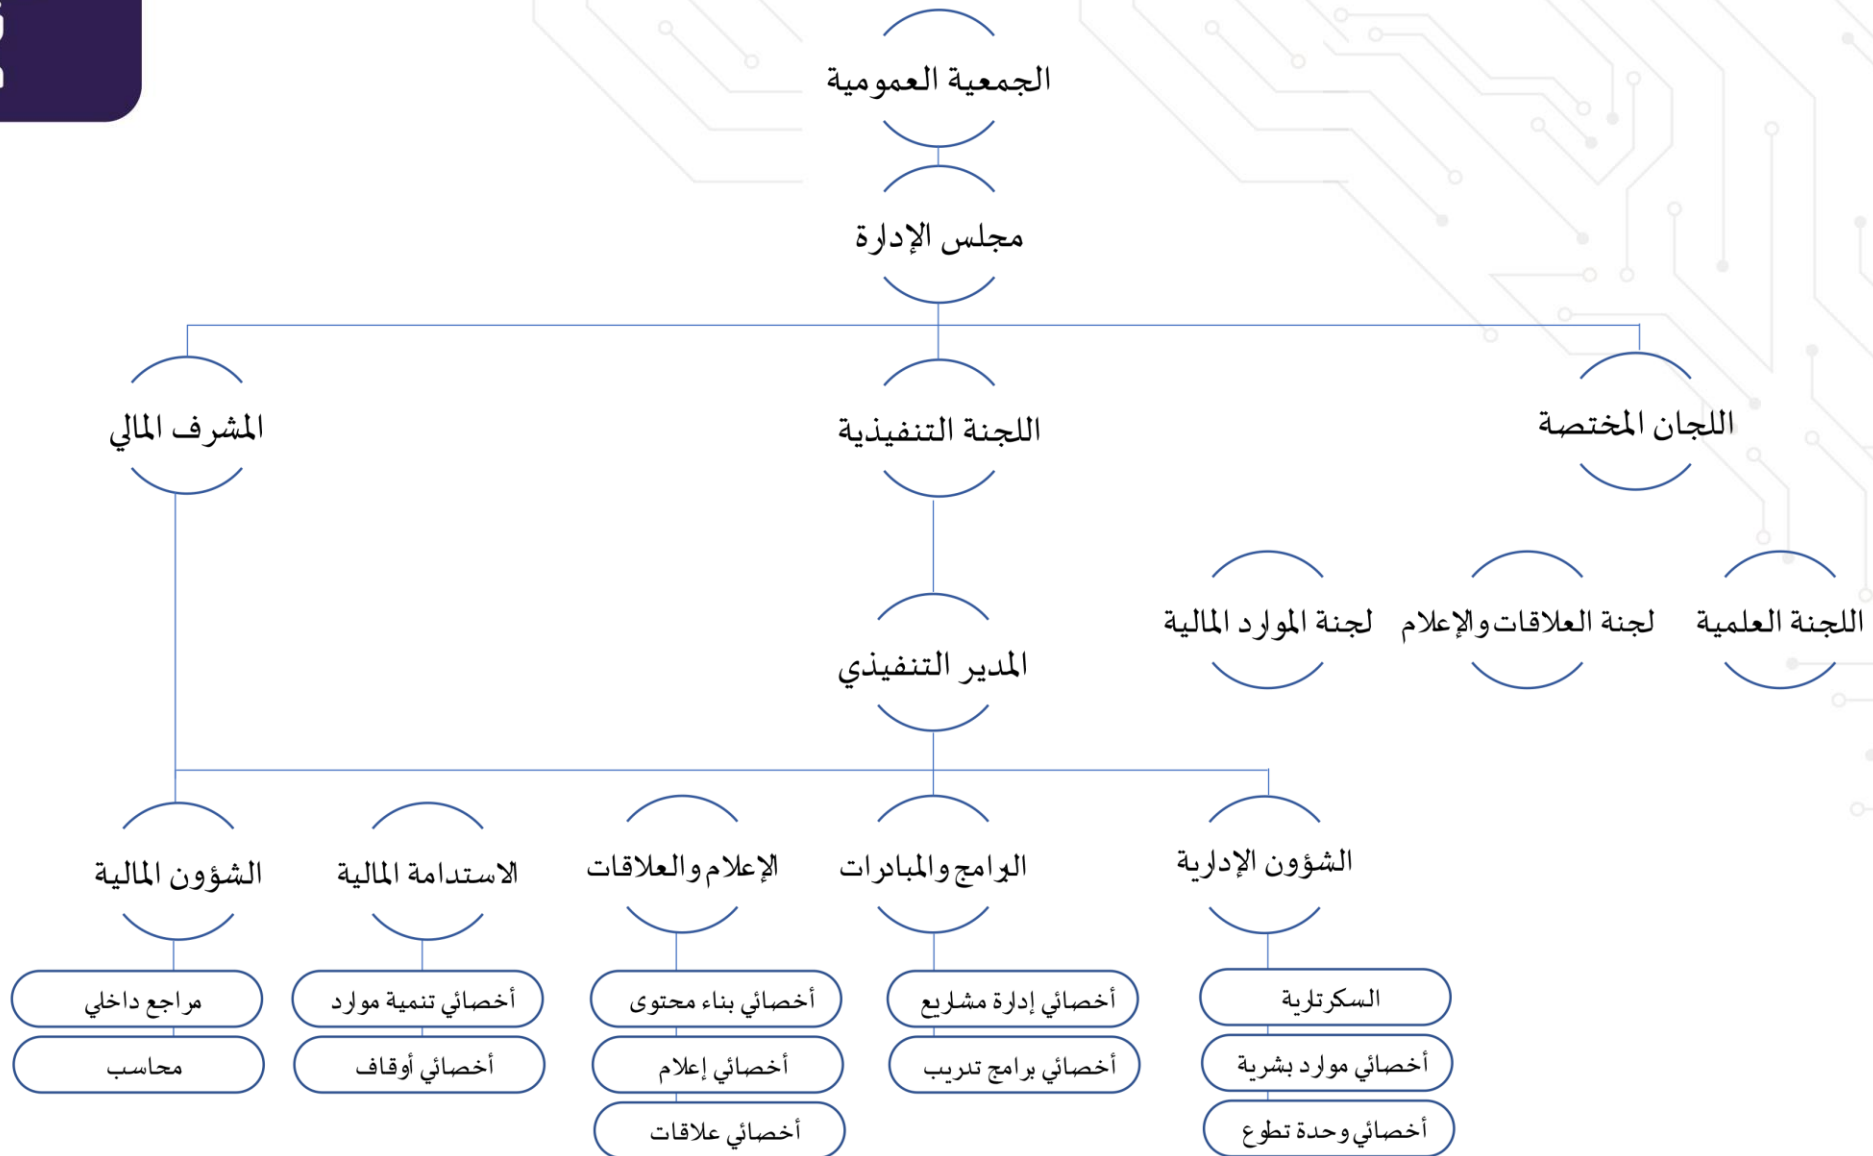 الجمعية العمومية
مجلس الإدارة
اللجان المختصة
اللجنة التنفيذية
المشرف المالي
اللجنة العلمية
لجنة العلاقات والإعلام
لجنة الموارد المالية
المدير التنفيذي
الشؤون الإدارية
البرامج والمبادرات
الإعلام والعلاقات
الاستدامة المالية
الشؤون المالية
السكرتارية
أخصائي إدارة مشاريع
أخصائي بناء محتوى
أخصائي تنمية موارد
مراجع داخلي
أخصائي موارد بشرية
أخصائي برامج تدريب
أخصائي إعلام
أخصائي أوقاف
محاسب
أخصائي وحدة تطوع
أخصائي علاقات